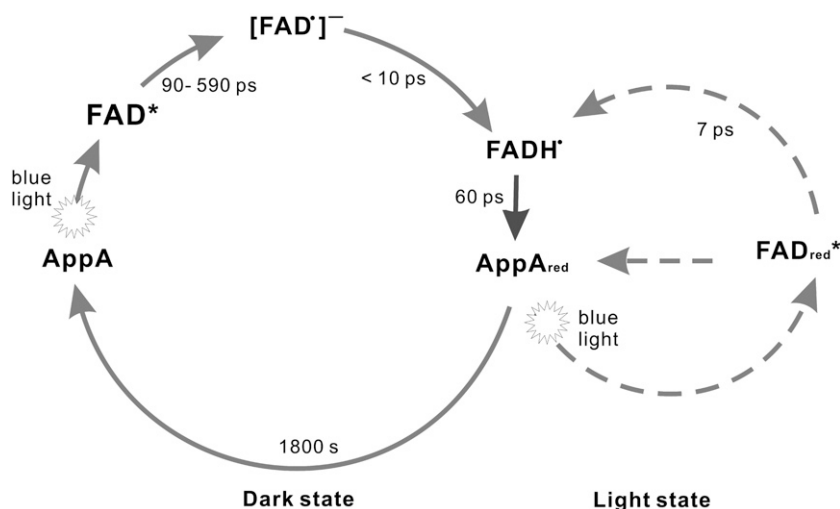 [FAD•]−
90- 590 ps
< 10 ps
FAD*
7 ps
FADH•
blue
light
60 ps
AppA
AppAred
FADred*
blue
light
1800 s
Dark state
Light state